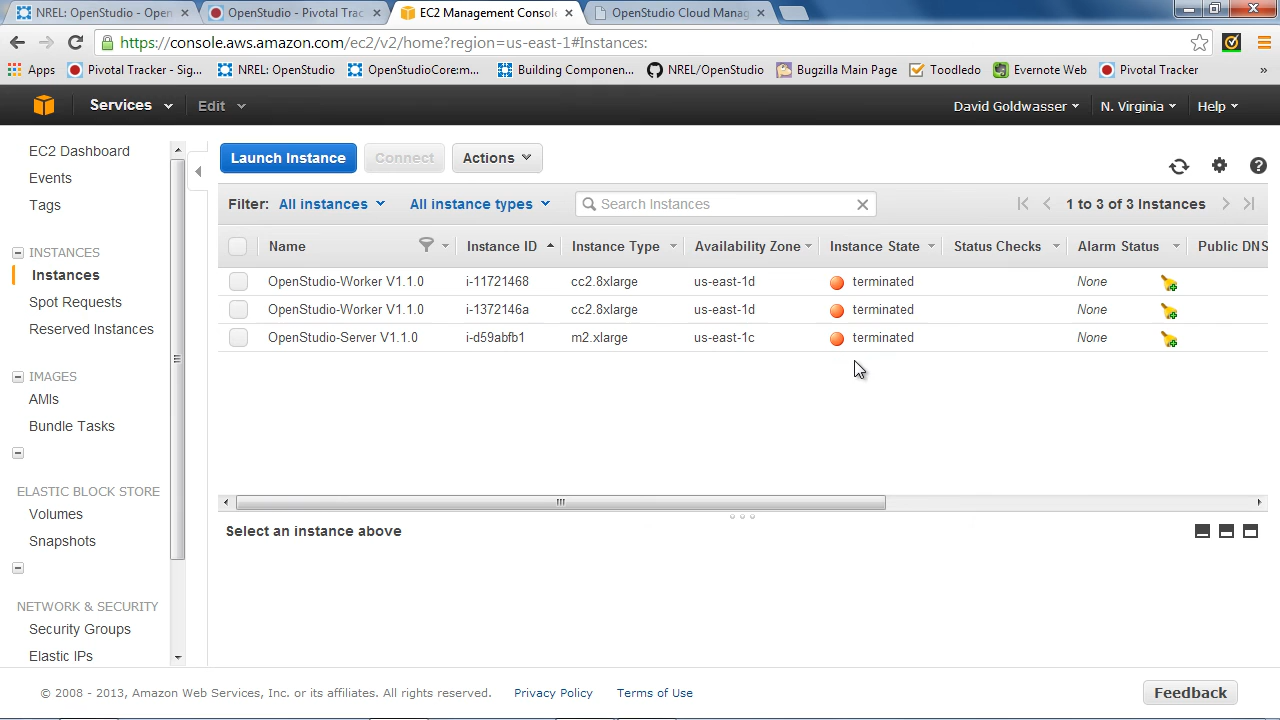 NREL: OpenStudio - Open
OpenStudio - Pivotal Trac
EC2 Management Console
OpenStudio Cloud Manag
https://console.aws.amazon.com/ec2/v2/home?region=us-east-1#Instances:
Apps
Pivotal Tracker - Sig...
NREL: OpenStudio
OpenStudioCore:m...
Building Componen...
NREL/OpenStudio
Bugzilla Main Page
Toodledo
Evernote Web
Pivotal Tracker
»
Services
Edit
David Goldwasser
N. Virginia
Help
EC2 Dashboard
Events
Tags
INSTANCES
Instances
Spot Requests
Reserved Instances
IMAGES
AMIs
Bundle Tasks
ELASTIC BLOCK STORE
Volumes
Snapshots
NETWORK & SECURITY
Security Groups
Elastic IPs
Launch Instance
Connect
Actions
Filter: All instances All instance types Search Instances 1 to 3 of 3 Instances
Name Instance ID Instance Type Availability Zone Instance State Status Checks Alarm Status Public DNS
OpenStudio-Worker V1.1.0 i-11721468 cc2.8xlarge us-east-1d terminated None
OpenStudio-Worker V1.1.0 i-1372146a cc2.8xlarge us-east-1d terminated None
OpenStudio-Server V1.1.0 i-d59abfb1 m2.xlarge us-east-1c terminated None
Select an instance above
© 2008 - 2013, Amazon Web Services, Inc. or its affiliates. All rights reserved. Privacy Policy Terms of Use
Feedback